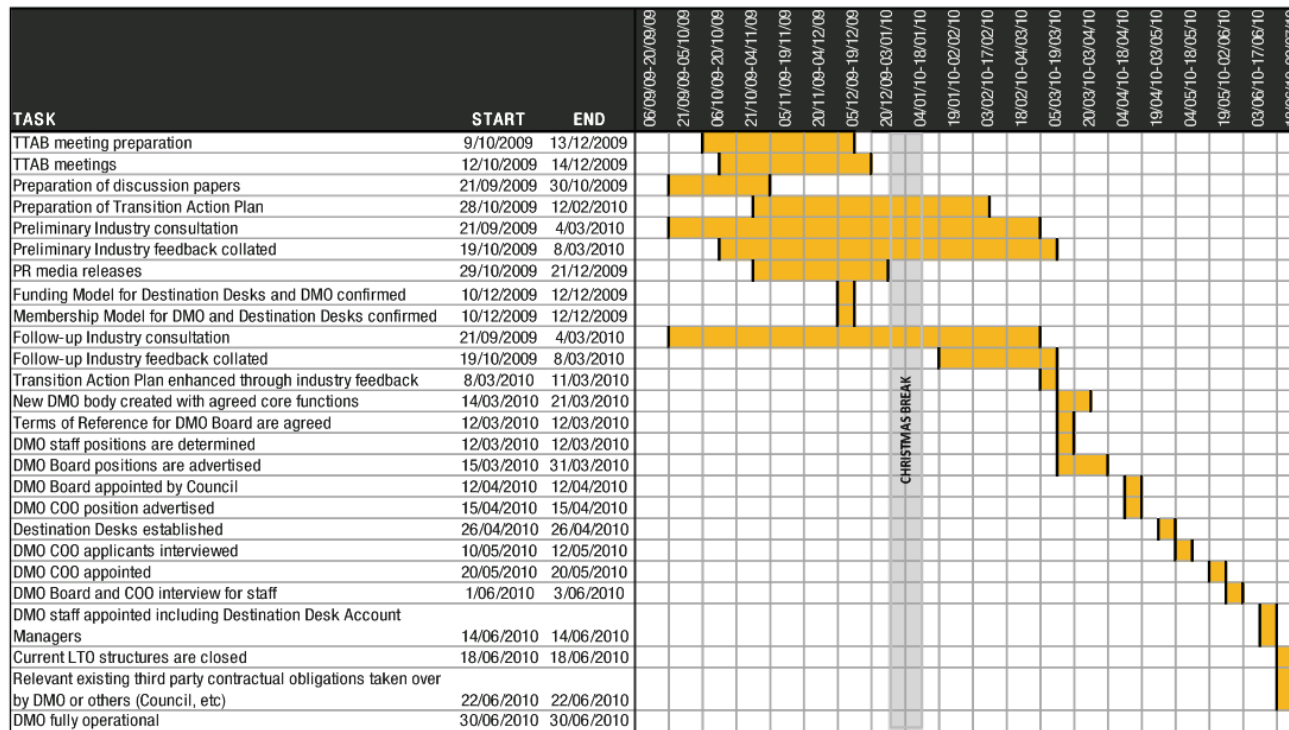 TASK START END 06/09/09-20/09/09 21/09/09-05/10/09 06/10/09-20/10/09 21/10/09-04/11/09 05/11/09-19/11/09 20/11/09-04/12/09 05/12/09-19/12/09 20/12/09-03/01/10 04/01/10-18/01/10 19/01/10-02/02/10 03/02/10-17/02/10 18/02/10-04/03/10 05/03/10-19/03/10 20/03/10-03/04/10 04/04/10-18/04/10 19/04/10-03/05/10 04/05/10-18/05/10 19/05/10-02/06/10 03/06/10-17/06/10
TTAB meeting preparation 9/10/2009 13/12/2009
TTAB meetings 12/10/2009 14/12/2009
Preparation of discussion papers 21/09/2009 30/10/2009
Preparation of Transition Action Plan 28/10/2009 12/02/2010
Preliminary Industry consultation 21/09/2009 4/03/2010
Preliminary Industry feedback collated 19/10/2009 8/03/2010
PR media releases 29/10/2009 21/12/2009
Funding Model for Destination Desks and DMO confirmed 10/12/2009 12/12/2009
Membership Model for DMO and Destination Desks confirmed 10/12/2009 12/12/2009
Follow-up Industry consultation 21/09/2009 4/03/2010
Follow-up Industry feedback collated 19/10/2009 8/03/2010
Transition Action Plan enhanced through industry feedback 8/03/2010 11/03/2010
New DMO body created with agreed core functions 14/03/2010 21/03/2010
Terms of Reference for DMO Board are agreed 12/03/2010 12/03/2010
DMO staff positions are determined 12/03/2010 12/03/2010
DMO Board positions are advertised 15/03/2010 31/03/2010
DMO Board appointed by Council 12/04/2010 12/04/2010
DMO COO position advertised 15/04/2010 15/04/2010
Destination Desks established 26/04/2010 26/04/2010
DMO COO applicants interviewed 10/05/2010 12/05/2010
DMO COO appointed 20/05/2010 20/05/2010
DMO Board and COO interview for staff 1/06/2010 3/06/2010
DMO staff appointed including Destination Desk Account
Managers 14/06/2010 14/06/2010
Current LTO structures are closed 18/06/2010 18/06/2010
Relevant existing third party contractual obligations taken over
by DMO or others (Council, etc) 22/06/2010 22/06/2010
DMO fully operational 30/06/2010 30/06/2010
CHRISTMAS BREAK